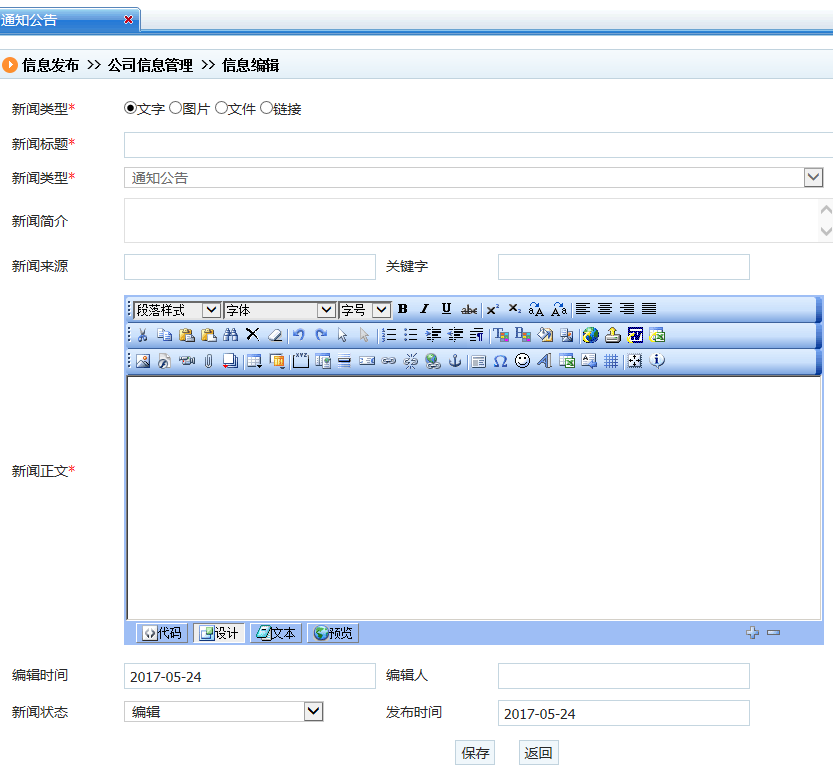 通知公告
信息发布 >> 公司信息管理 >> 信息编辑
新闻类型* 文字 图片 文件 链接
新闻标题*
新闻类型* 通知公告
新闻简介
新闻来源 关键字
段落样式 字体 字号
新闻正文*
代码 设计 文本 预览
编辑时间 2017-05-24 编辑人
新闻状态 编辑 发布时间 2017-05-24
保存 返回